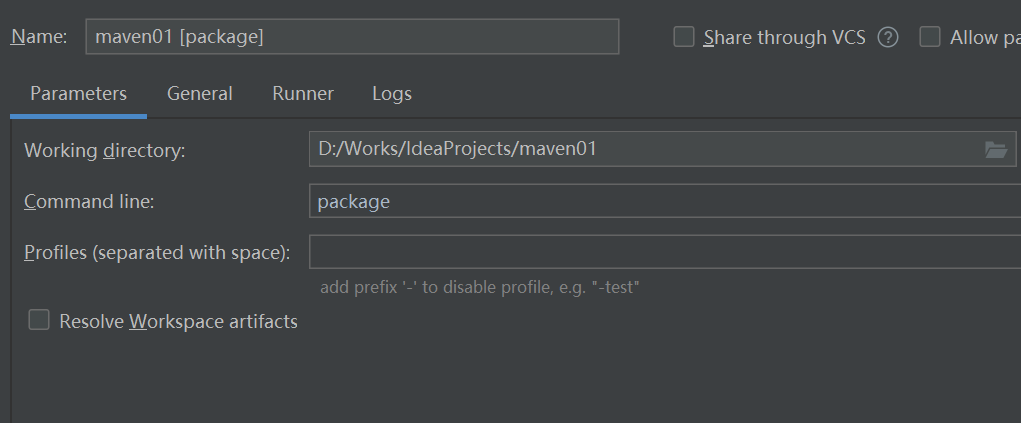 Name: maven01 [package] Share through VCS ? Allow pa
Parameters General Runner Logs
Working directory: D:/Works/IdeaProjects/maven01
Command line: package
Profiles (separated with space):
add prefix '-' to disable profile, e.g. "-test"
Resolve Workspace artifacts